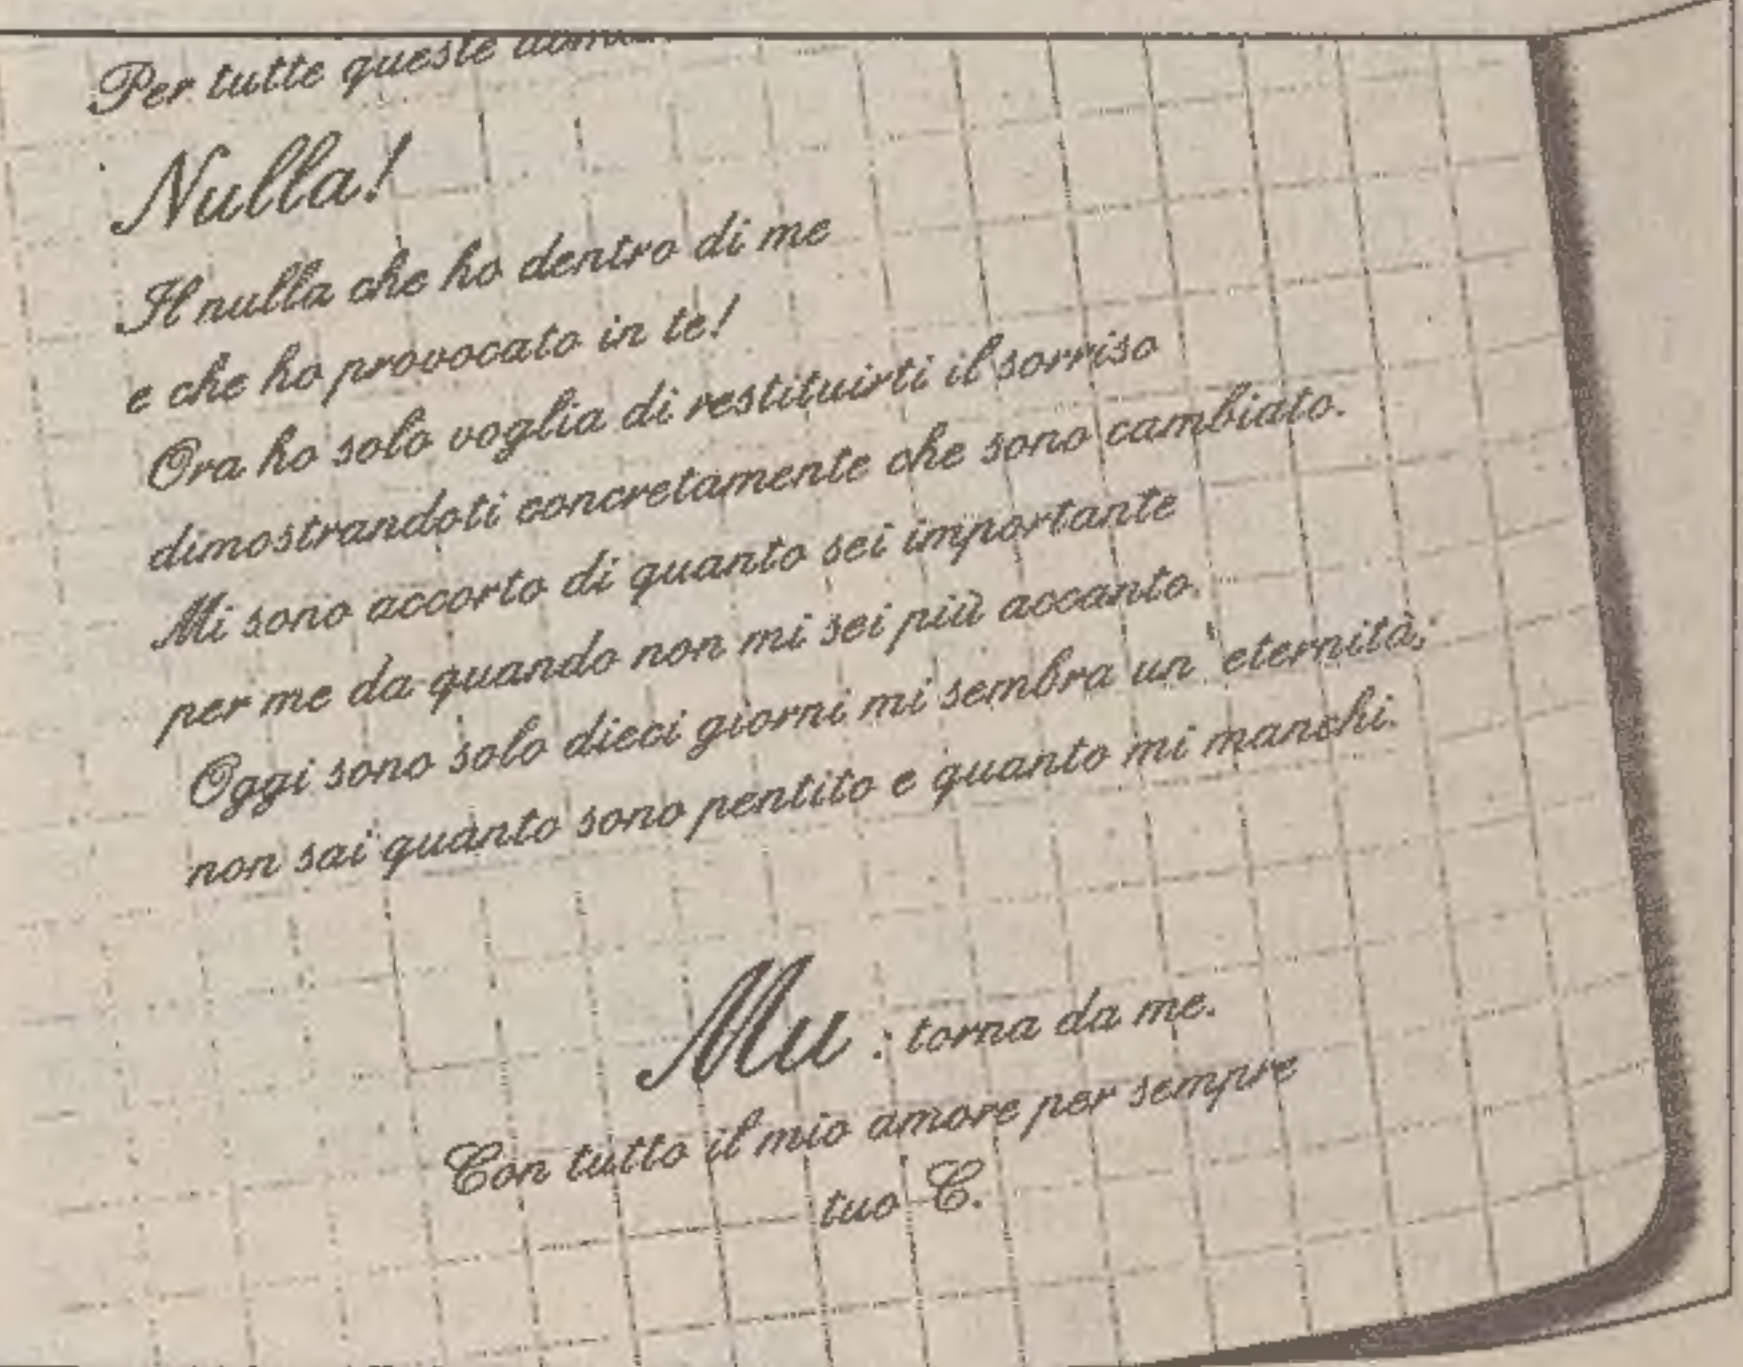 Per tutte queste
Nulla!
Il nulla che ho dentro di me
e che ho provocato in te!
Ora ho solo voglia di restituirti il sorriso
dimostrandoti concretamente che sono cambiato.
Mi sono accorto di quanto sei importante
per me da quando non mi sei più accanto.
Oggi sono solo dieci giorni mi sembra un' eternità,
non sai quanto sono pentito e quanto mi manchi.
Mu : torna da me.
Con tutto il mio amore per sempre
tuo C.